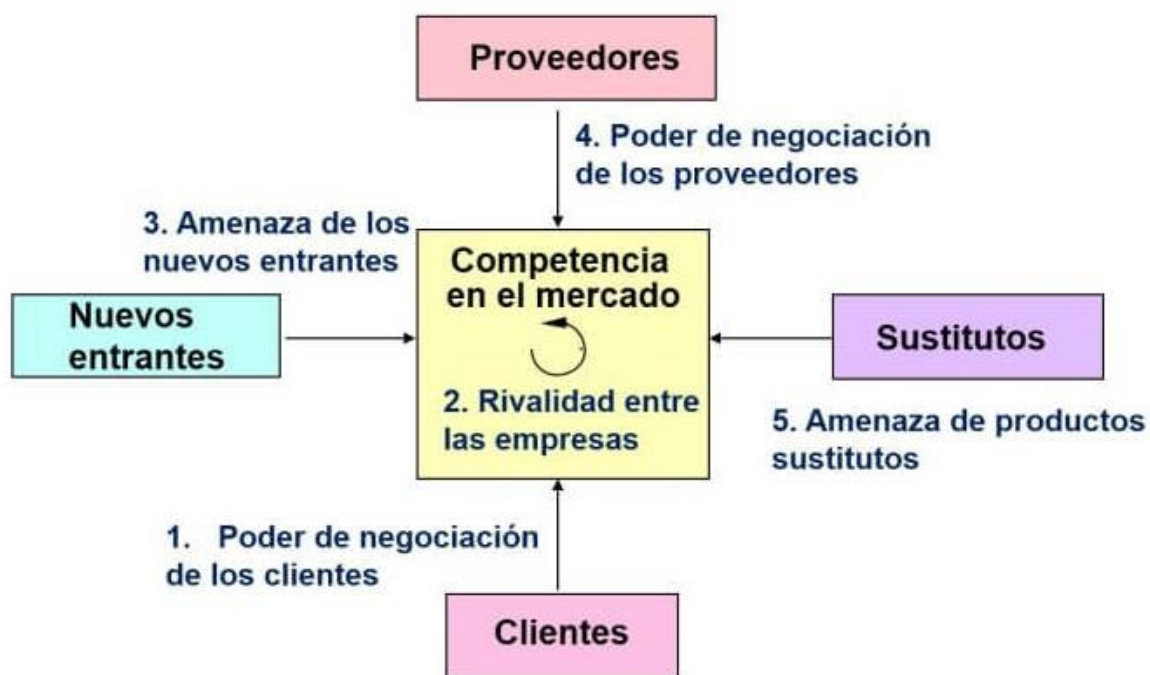 Proveedores
4. Poder de negociación
de los proveedores
3. Amenaza de los
nuevos entrantes
Nuevos
entrantes
Competencia
en el mercado
2. Rivalidad entre
las empresas
Sustitutos
5. Amenaza de productos
sustitutos
1. Poder de negociación
de los clientes
Clientes